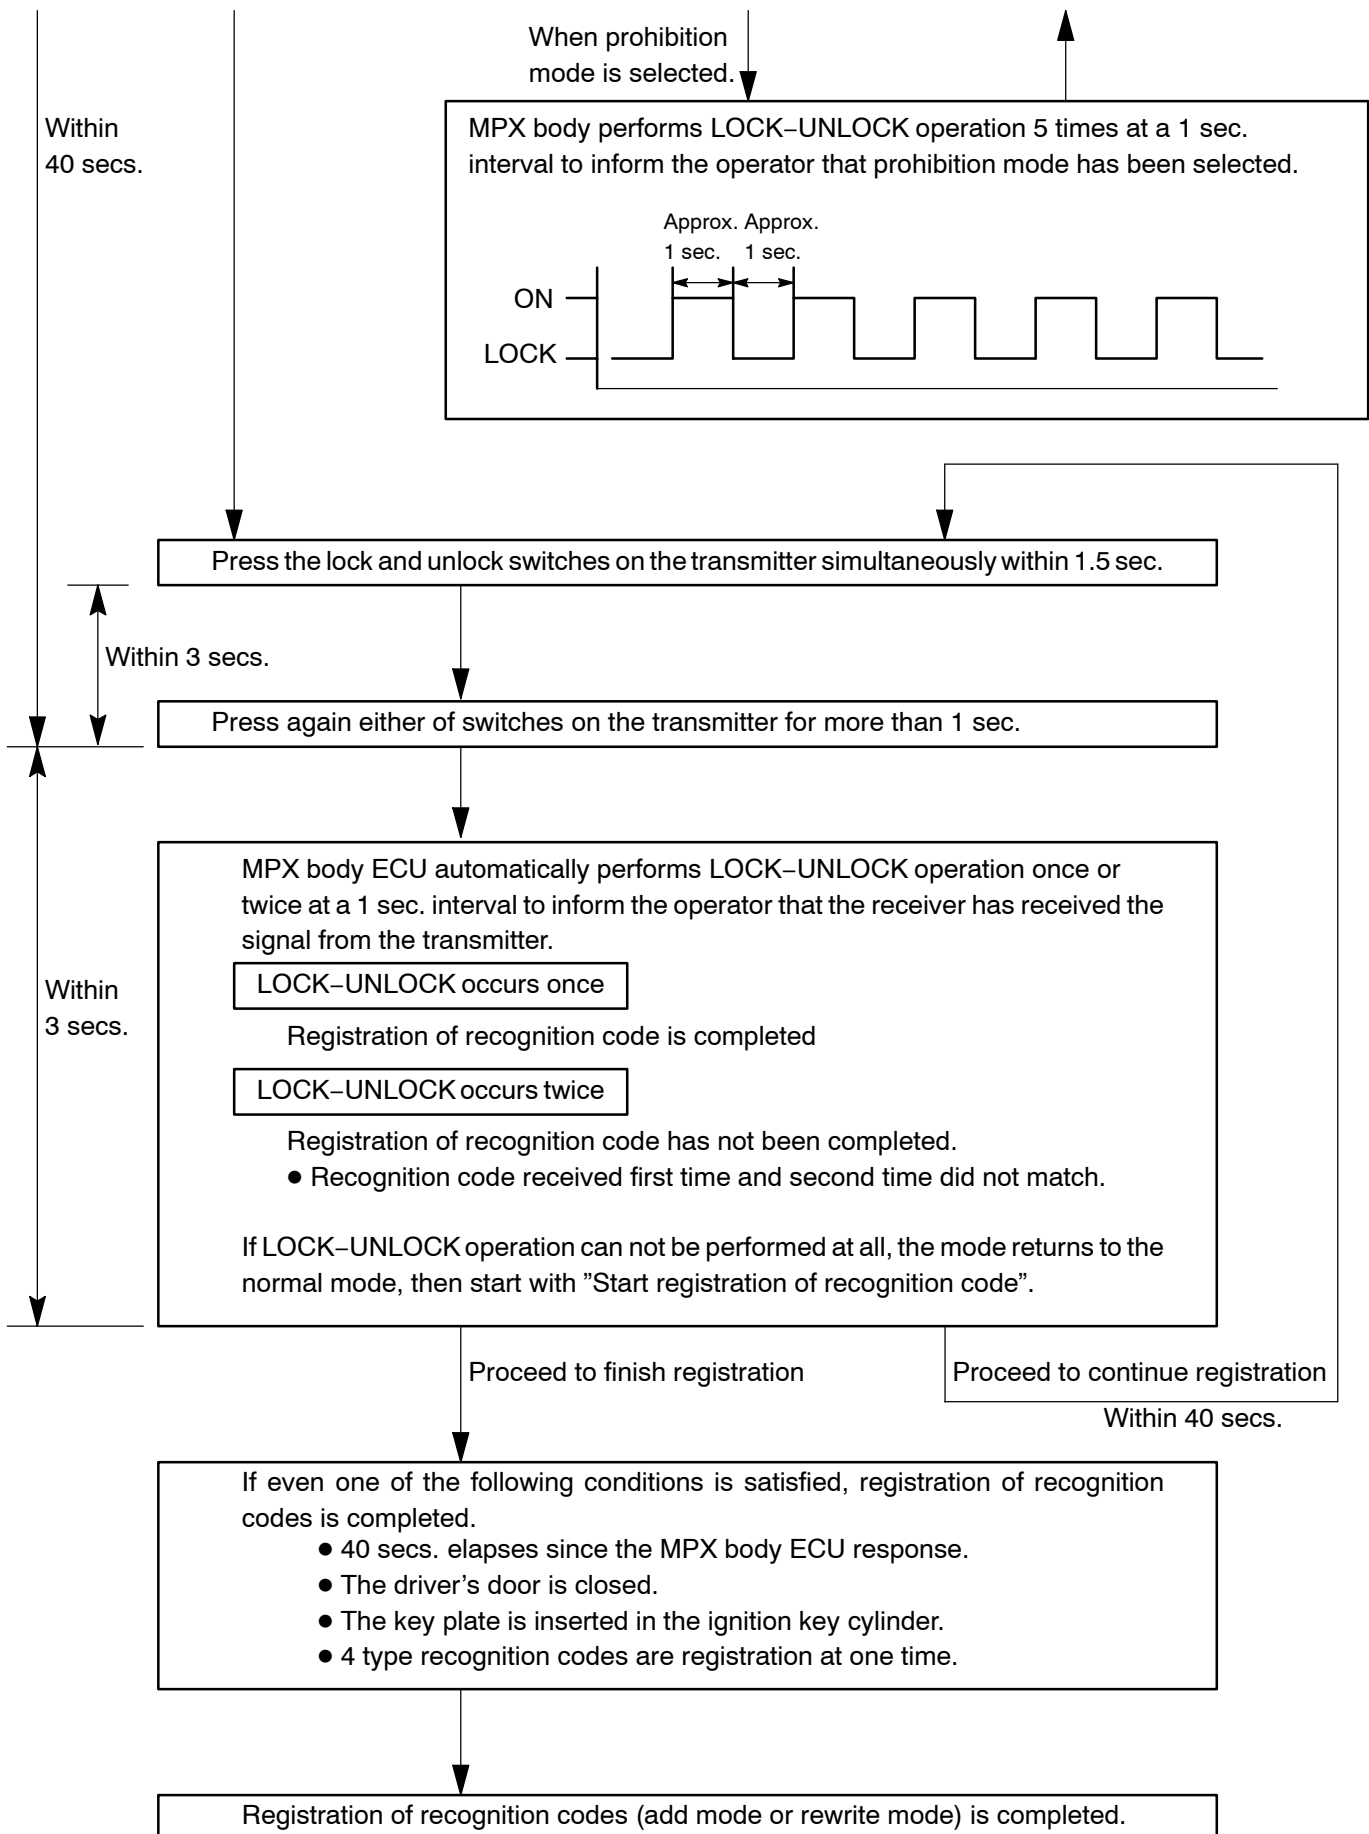 When prohibition
mode is selected.
Within
40 secs.
MPX body performs LOCK−UNLOCK operation 5 times at a 1 sec.
interval to inform the operator that prohibition mode has been selected.
Approx. Approx.
1 sec. 1 sec.
ON
LOCK
Press the lock and unlock switches on the transmitter simultaneously within 1.5 sec.
Within 3 secs.
Press again either of switches on the transmitter for more than 1 sec.
MPX body ECU automatically performs LOCK−UNLOCK operation once or
twice at a 1 sec. interval to inform the operator that the receiver has received the
signal from the transmitter.
LOCK−UNLOCK occurs once
Within
3 secs.
Registration of recognition code is completed
LOCK−UNLOCK occurs twice
Registration of recognition code has not been completed.
● Recognition code received first time and second time did not match.
If LOCK−UNLOCK operation can not be performed at all, the mode returns to the
normal mode, then start with ”Start registration of recognition code”.
Proceed to finish registration
Proceed to continue registration
Within 40 secs.
If even one of the following conditions is satisfied, registration of recognition
codes is completed.
● 40 secs. elapses since the MPX body ECU response.
● The driver’s door is closed.
● The key plate is inserted in the ignition key cylinder.
● 4 type recognition codes are registration at one time.
Registration of recognition codes (add mode or rewrite mode) is completed.